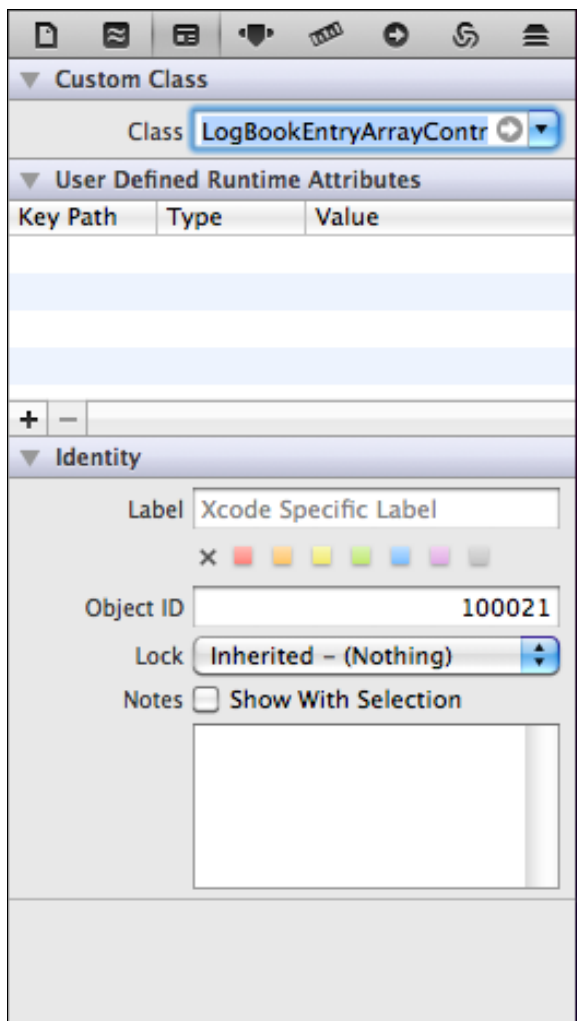 Custom Class
Class LogBookEntryArrayContr
User Defined Runtime Attributes
Key Path Type Value
+ −
Identity
Label Xcode Specific Label
×
Object ID 100021
Lock Inherited – (Nothing)
Notes Show With Selection